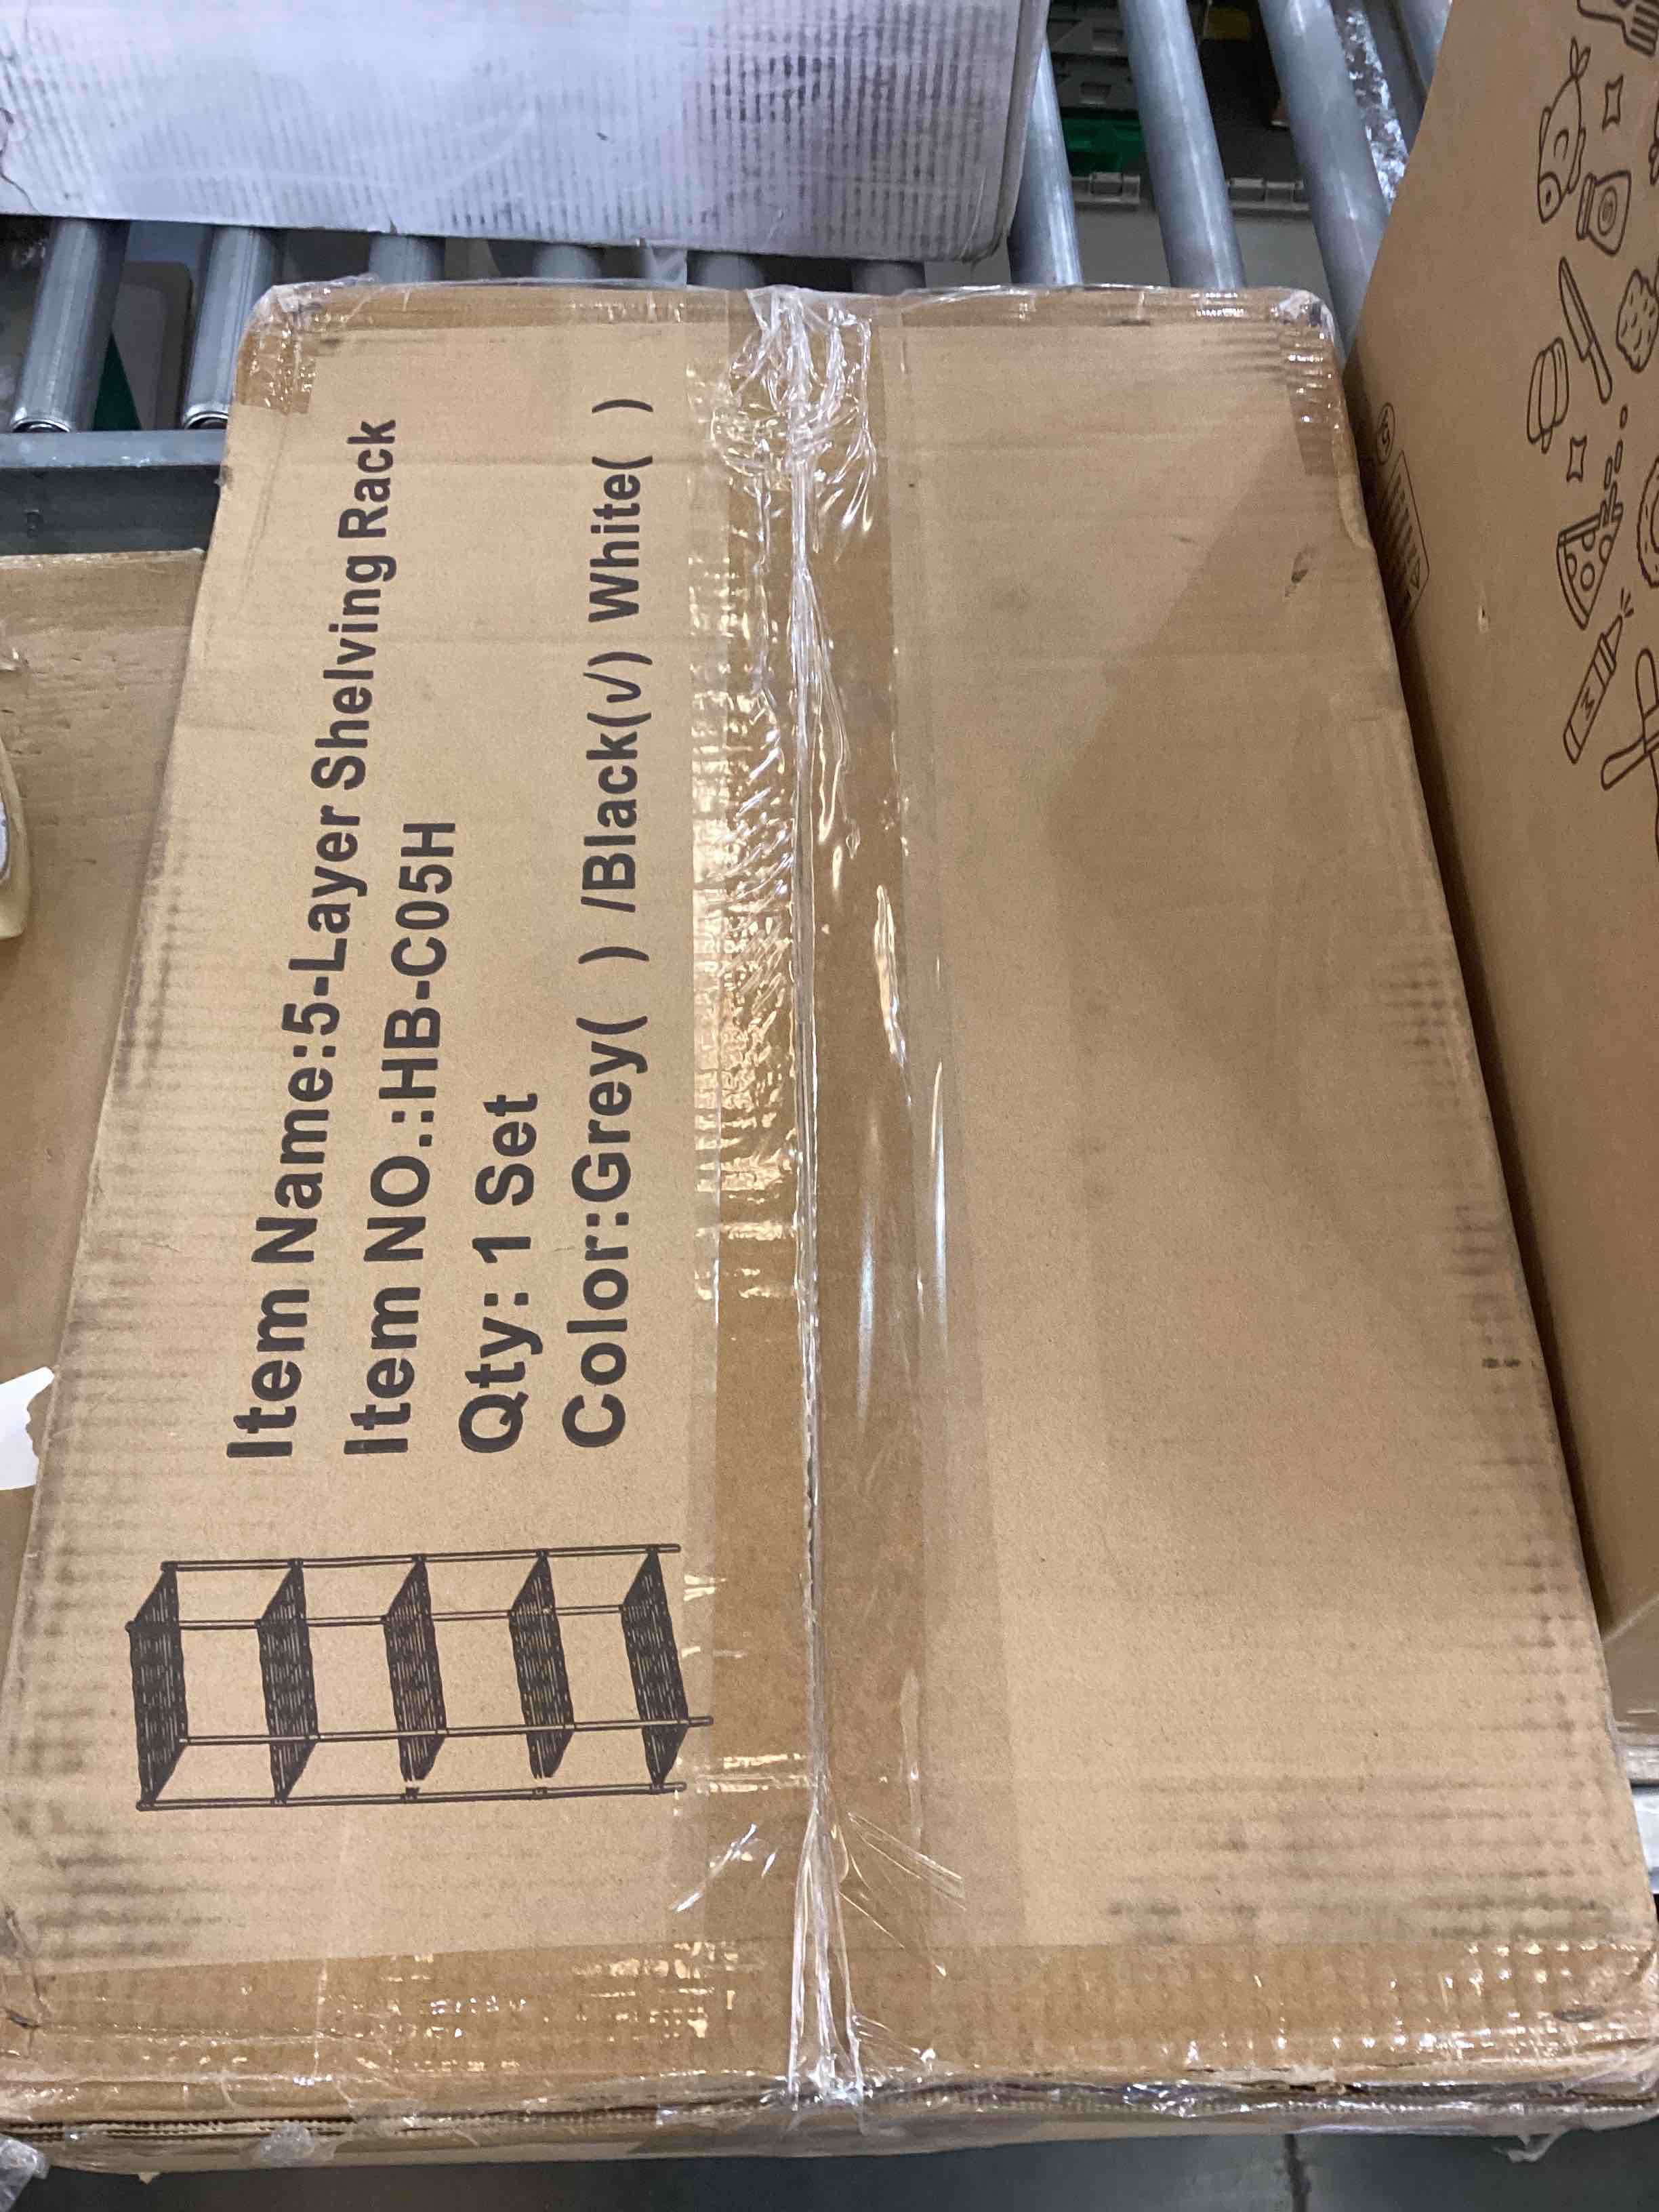 Item Name:5-Layer Shelving Rack
Item NO.:HB-C05H
Qty: 1 Set
Color:Grey( ) /Black(√) White( )